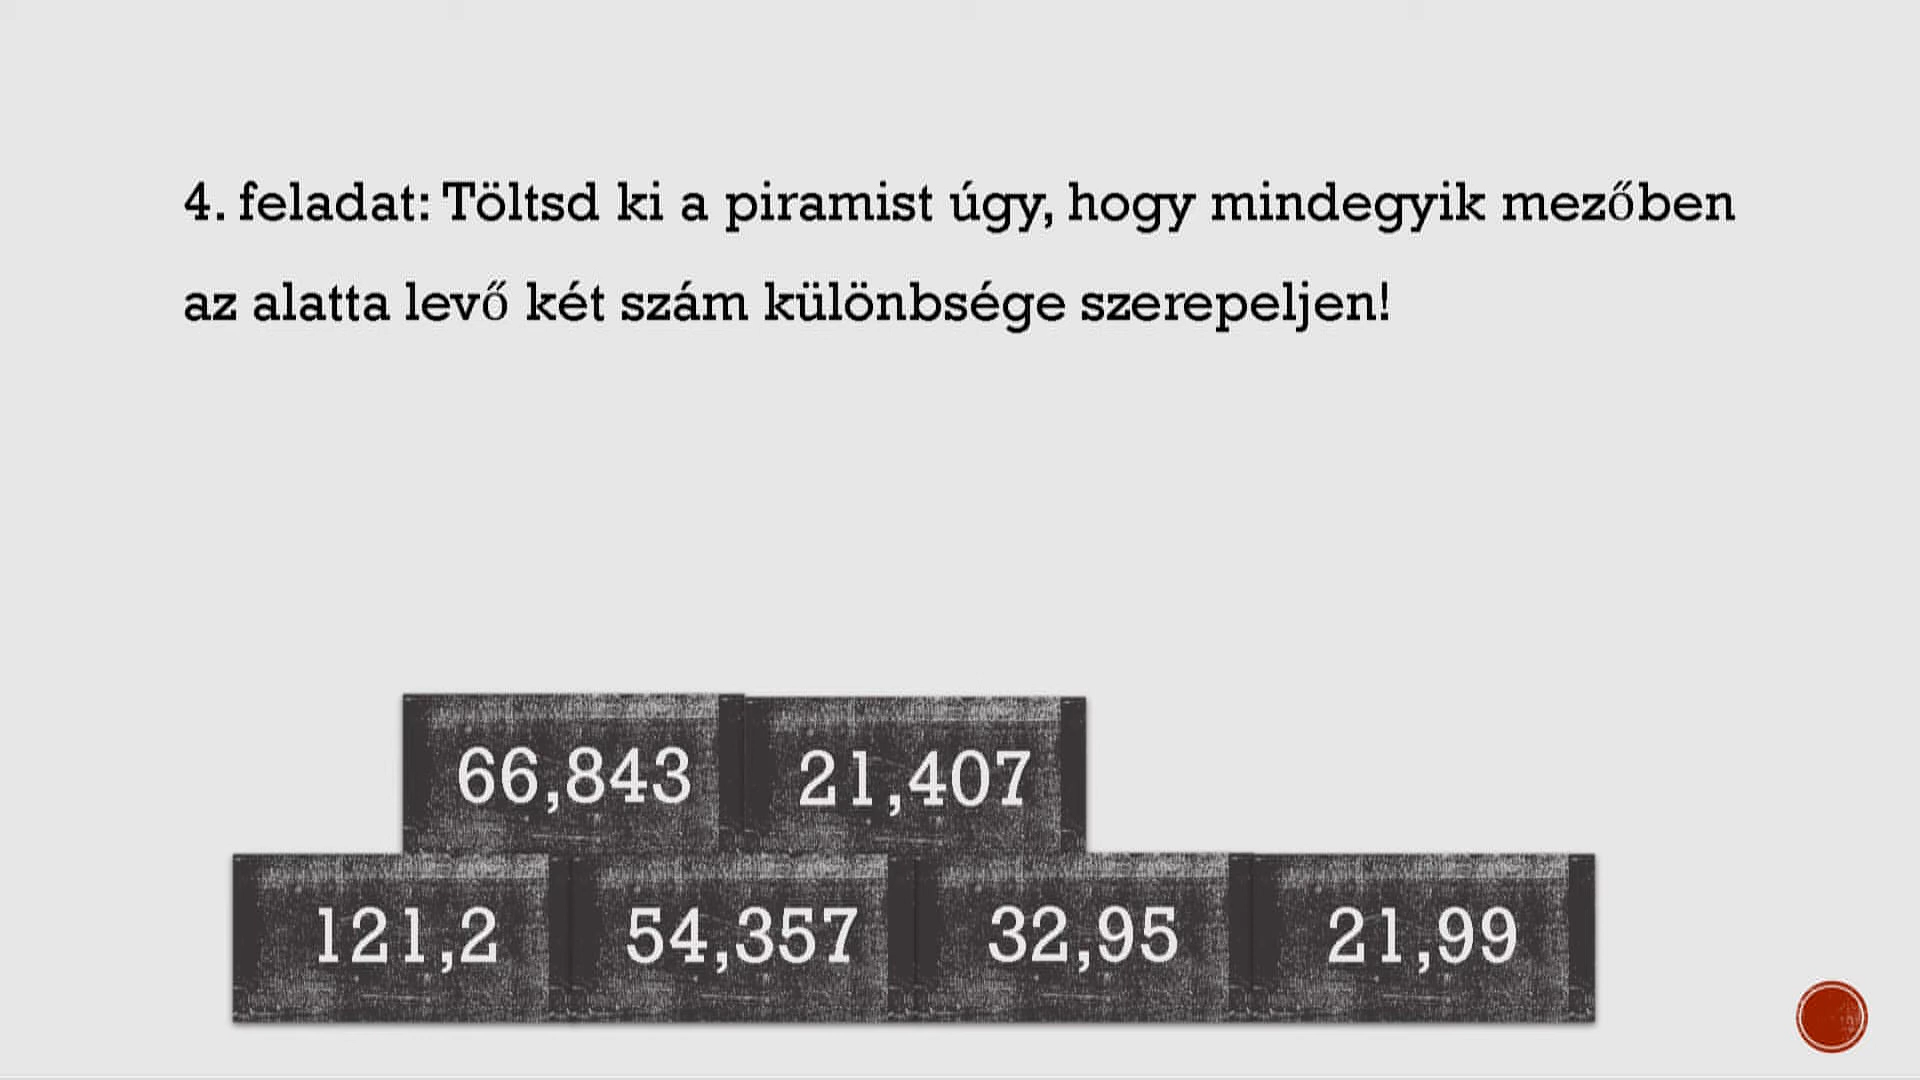 4. feladat: Töltsd ki a piramist úgy, hogy mindegyik mezőben
az alatta levő két szám különbsége szerepeljen!
66,843 21,407
121,2 54,357 32,95 21,99